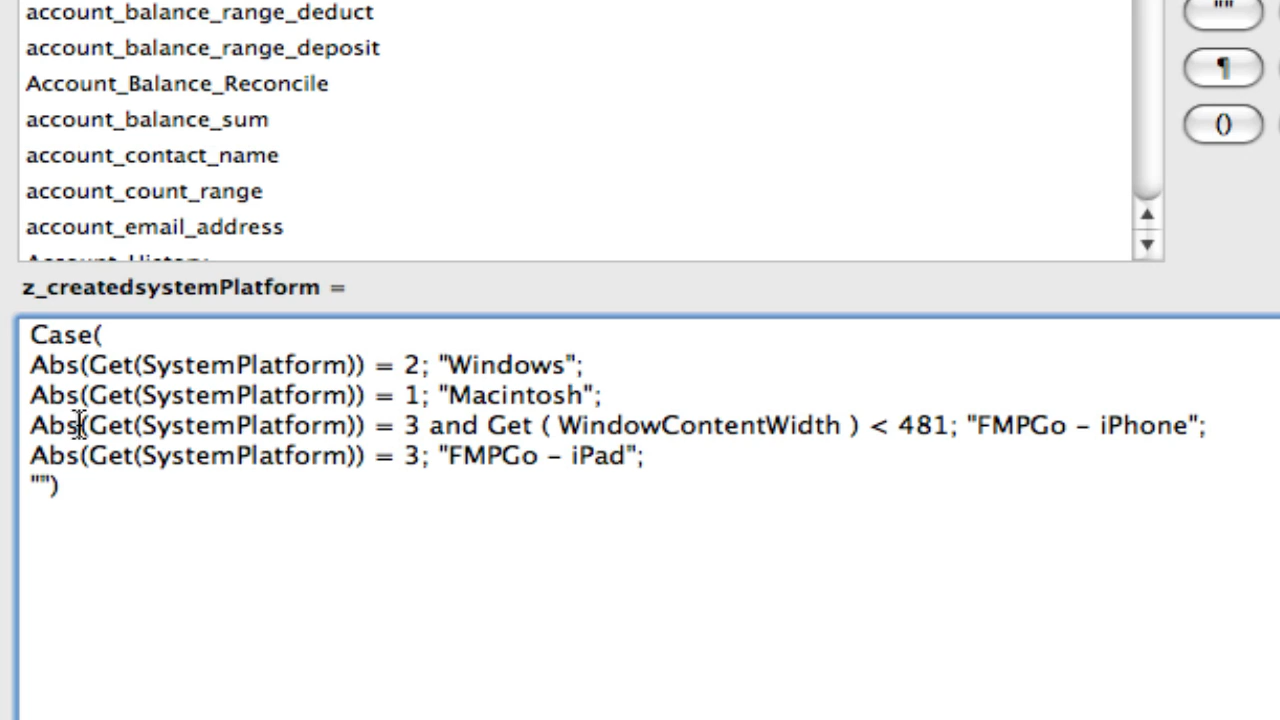 account_balance_range_deduct
account_balance_range_deposit
Account_Balance_Reconcile
account_balance_sum
account_contact_name
account_count_range
account_email_address
Account_History
""
¶
()
z_createdsystemPlatform =
Case(
Abs(Get(SystemPlatform)) = 2; "Windows";
Abs(Get(SystemPlatform)) = 1; "Macintosh";
Abs(Get(SystemPlatform)) = 3 and Get ( WindowContentWidth ) < 481; "FMPGo – iPhone";
Abs(Get(SystemPlatform)) = 3; "FMPGo – iPad";
"")